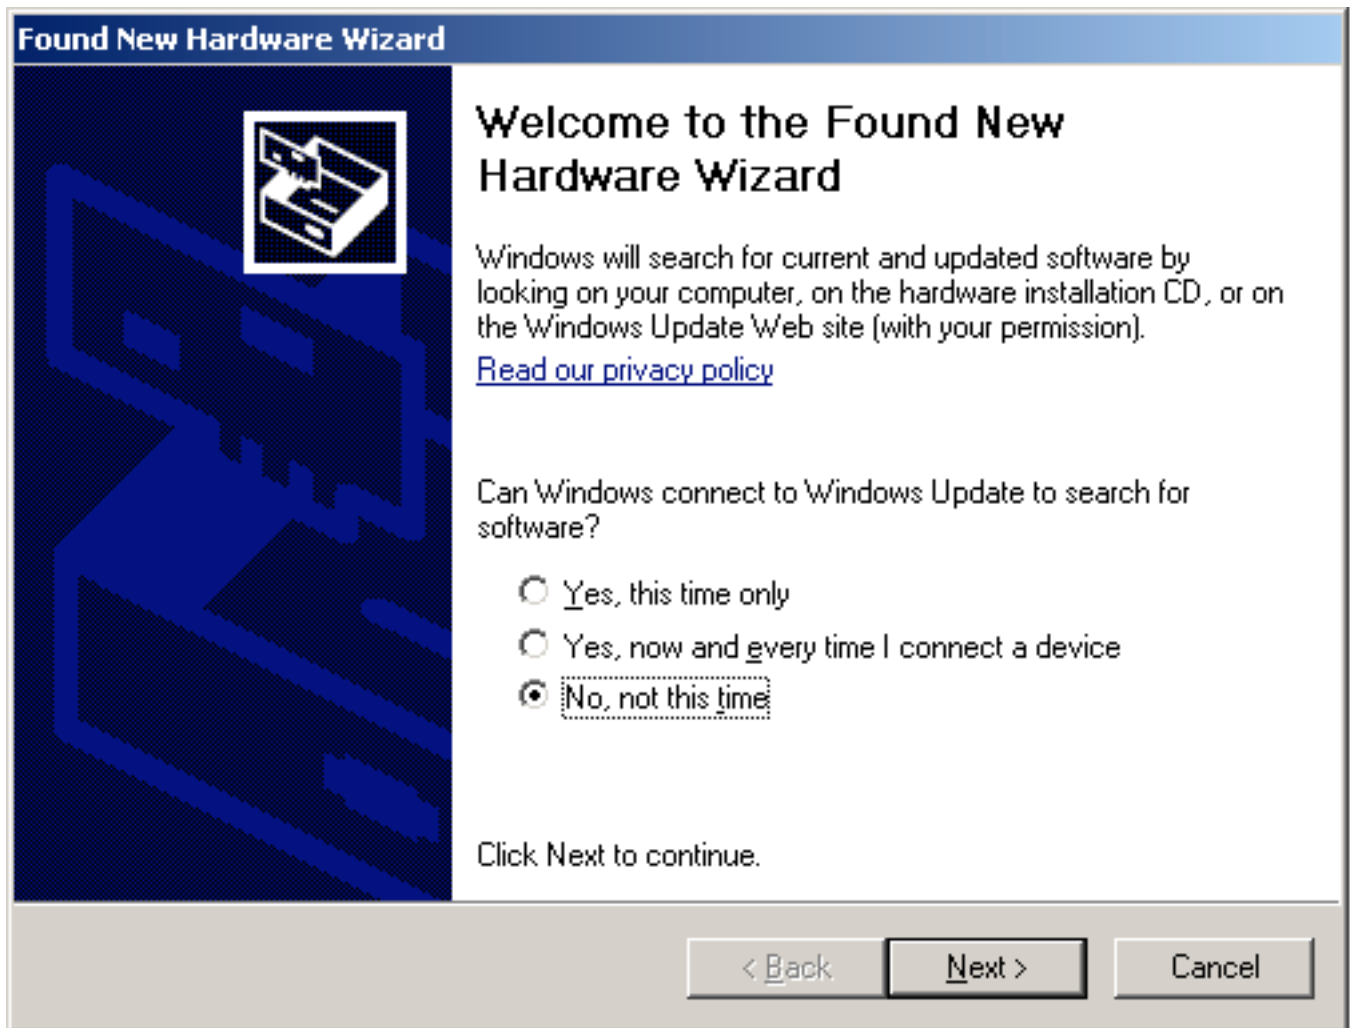 Found New Hardware Wizard
Welcome to the Found New
Hardware Wizard
Windows will search for current and updated software by
looking on your computer, on the hardware installation CD, or on
the Windows Update Web site (with your permission).
Read our privacy policy
Can Windows connect to Windows Update to search for
software?
Yes, this time only
Yes, now and every time I connect a device
No, not this time
Click Next to continue.
< Back
Next >
Cancel